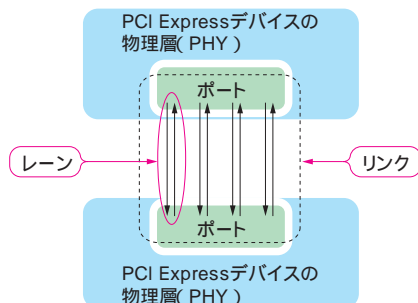 PCI Expressデバイスの
物理層(PHY)
ポート
レーン
リンク
ポート
PCI Expressデバイスの
物理層(PHY)